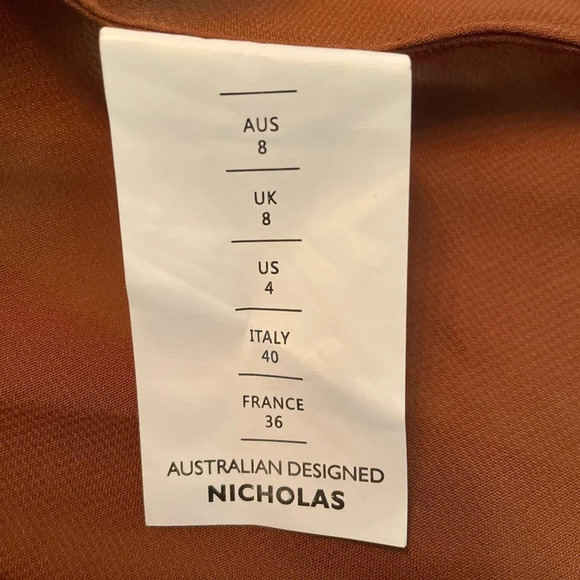 AUS
8
UK
8
US
4
ITALY
40
FRANCE
36
AUSTRALIAN DESIGNED
NICHOLAS